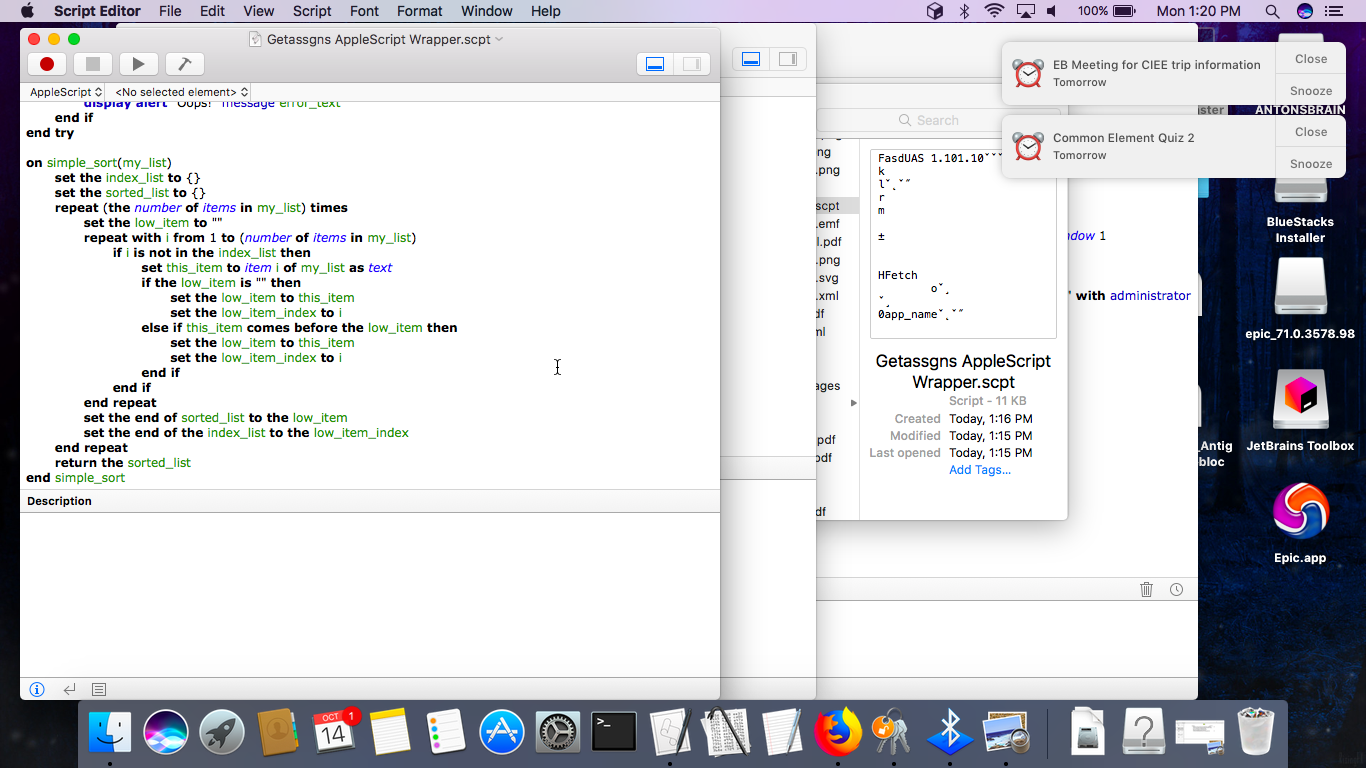 Script Editor File Edit View Script Font Format Window Help
100% Mon 1:20 PM
Getassgns AppleScript Wrapper.scpt
AppleScript <No selected element>
display alert "Oops!" message error_text
end if
end try
on simple_sort(my_list)
set the index_list to {}
set the sorted_list to {}
repeat (the number of items in my_list) times
set the low_item to ""
repeat with i from 1 to (number of items in my_list)
if i is not in the index_list then
set this_item to item i of my_list as text
if the low_item is "" then
set the low_item to this_item
set the low_item_index to i
else if this_item comes before the low_item then
set the low_item to this_item
set the low_item_index to i
end if
end if
end repeat
set the end of sorted_list to the low_item
set the end of the index_list to the low_item_index
end repeat
return the sorted_list
end simple_sort
Description
Search
ng
.png
scpt
.emf
l.pdf
.png
.svg
.xml
df
ml
ages
pdf
odf
df
FasdUAS 1.101.10ˇˇˇ
k
lˇ˛ˇ˝
r
m
±
HFetch
oˇ˛
ˇ˛
0app_nameˇ˛ˇ˝
Getassgns AppleScript
Wrapper.scpt
Script - 11 KB
Created Today, 1:16 PM
Modified Today, 1:15 PM
Last opened Today, 1:15 PM
Add Tags...
ndow 1
" with administrator
EB Meeting for CIEE trip information
Tomorrow
Close
Snooze
Common Element Quiz 2
Tomorrow
Close
Snooze
ster
ANTONSBRAIN
BlueStacks
Installer
epic_71.0.3578.98
_Antig
bloc
JetBrains Toolbox
Epic.app
OCT
14
1